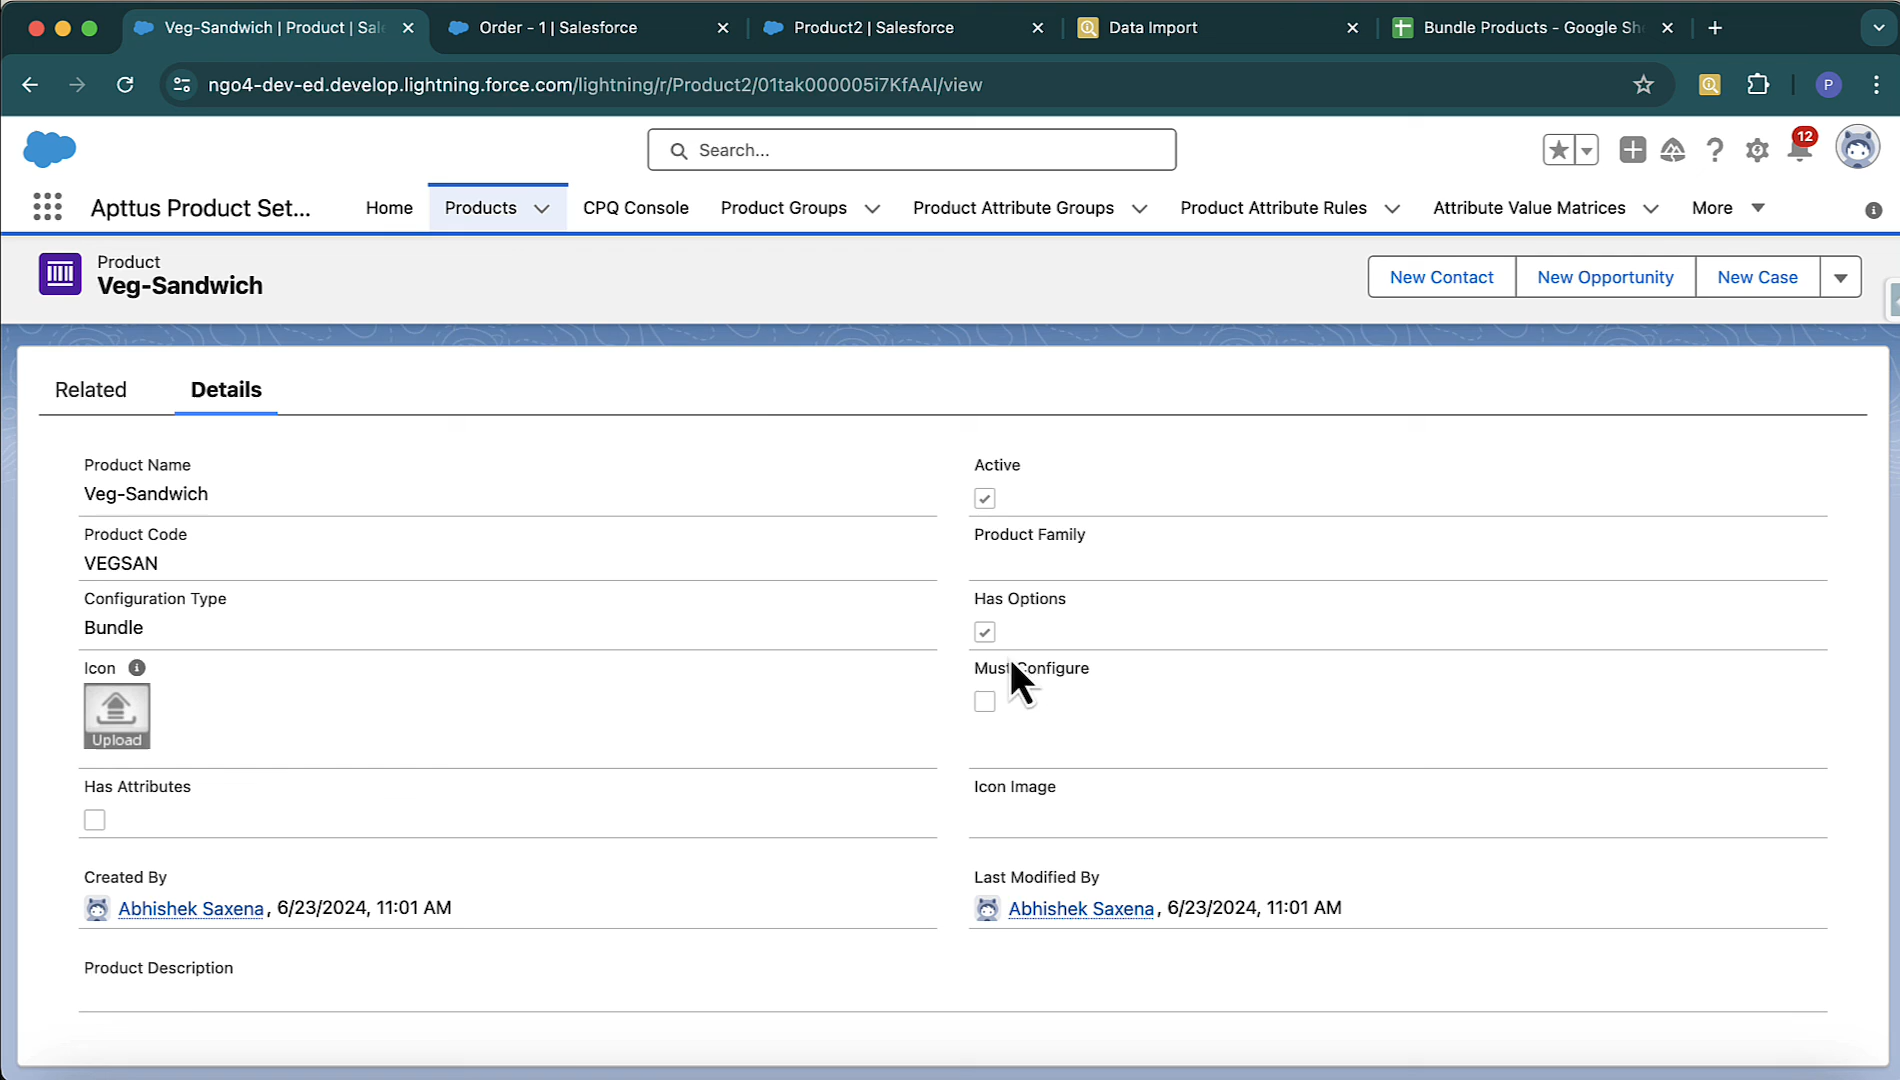 Veg-Sandwich | Product | Sale
Order - 1 | Salesforce
Product2 | Salesforce
Data Import
Bundle Products - Google She
ngo4-dev-ed.develop.lightning.force.com/lightning/r/Product2/01tak000005i7KfAAI/view
P
Search...
12
Apttus Product Set...
Home
Products
CPQ Console
Product Groups
Product Attribute Groups
Product Attribute Rules
Attribute Value Matrices
More
Product
Veg-Sandwich
New Contact
New Opportunity
New Case
Related
Details
Product Name
Veg-Sandwich
Active
Product Code
VEGSAN
Product Family
Configuration Type
Bundle
Has Options
Icon
Upload
Must Configure
Has Attributes
Icon Image
Created By
Abhishek Saxena, 6/23/2024, 11:01 AM
Last Modified By
Abhishek Saxena, 6/23/2024, 11:01 AM
Product Description